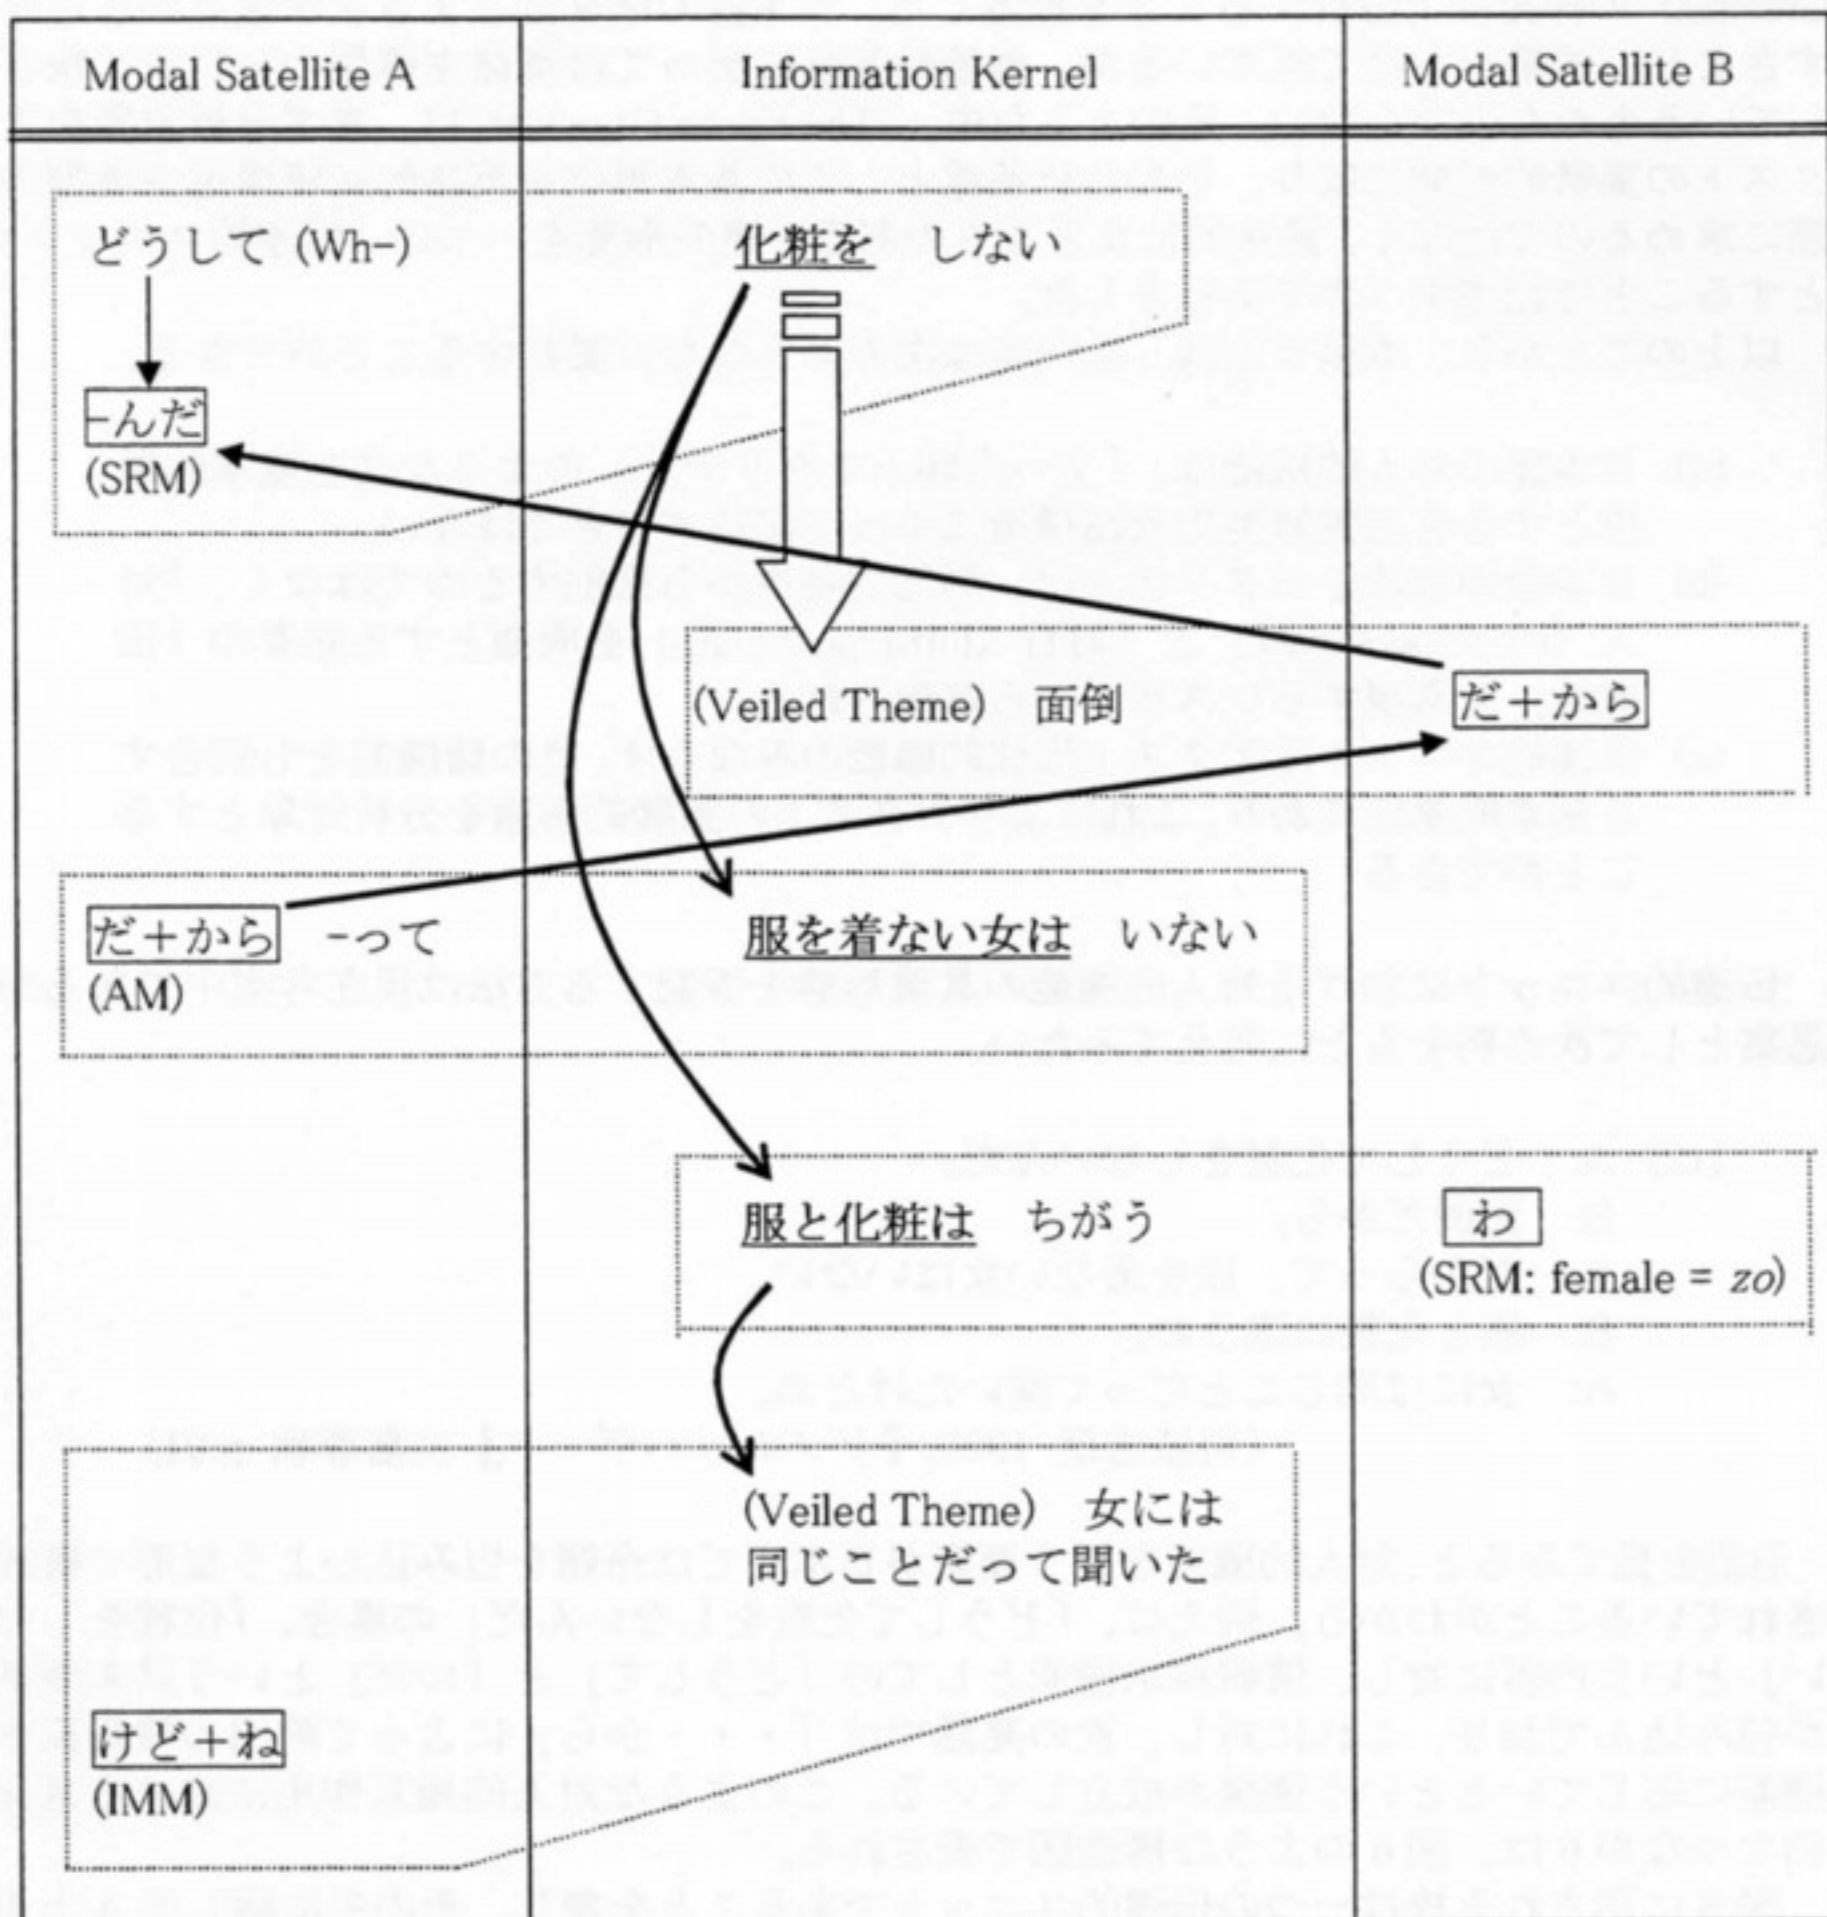 Modal Satellite A Information Kernel Modal Satellite B
どうして (Wh-) 化粧を しない
-んだ
(SRM)
(Veiled Theme) 面倒 だ+から
だ+から -って 服を着ない女は いない
(AM)
服と化粧は ちがう わ
(SRM: female = zo)
(Veiled Theme) 女には
同じことだって聞いた
けど+ね
(IMM)